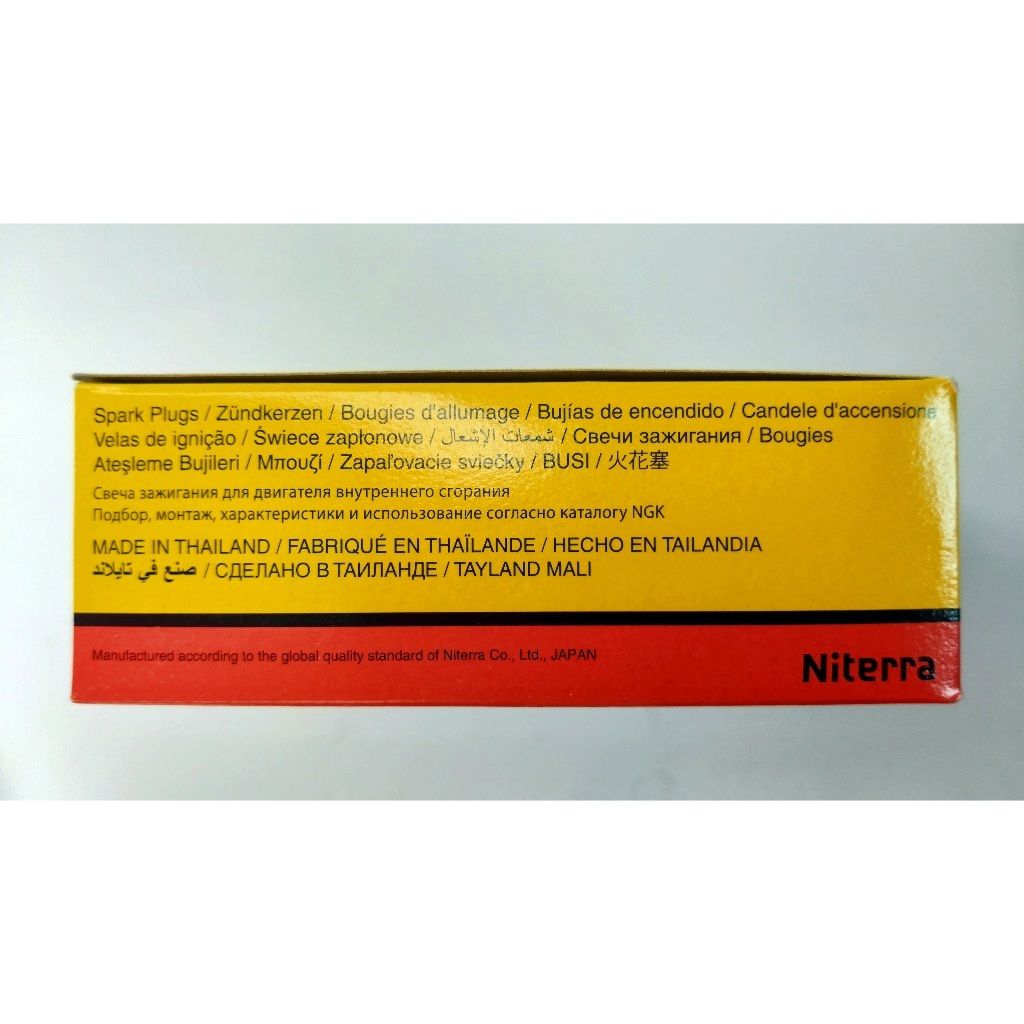 Spark Plugs / Zündkerzen / Bougies d'allumage / Bujías de encendido / Candele d'accensione
Velas de ignição / Świece zapłonowe / شمعات الإشعال / Свечи зажигания / Bougies
Ateşleme Bujileri / Μπουζί / Zapaľovacie sviečky / BUSI / 火花塞
Свеча зажигания для двигателя внутреннего сгорания
Подбор, монтаж, характеристики и использование согласно каталогу NGK
MADE IN THAILAND / FABRIQUÉ EN THAÏLANDE / HECHO EN TAILANDIA
صنع في تايلاند / СДЕЛАНО В ТАИЛАНДЕ / TAYLAND MALI
Manufactured according to the global quality standard of Niterra Co., Ltd., JAPAN
Niterra